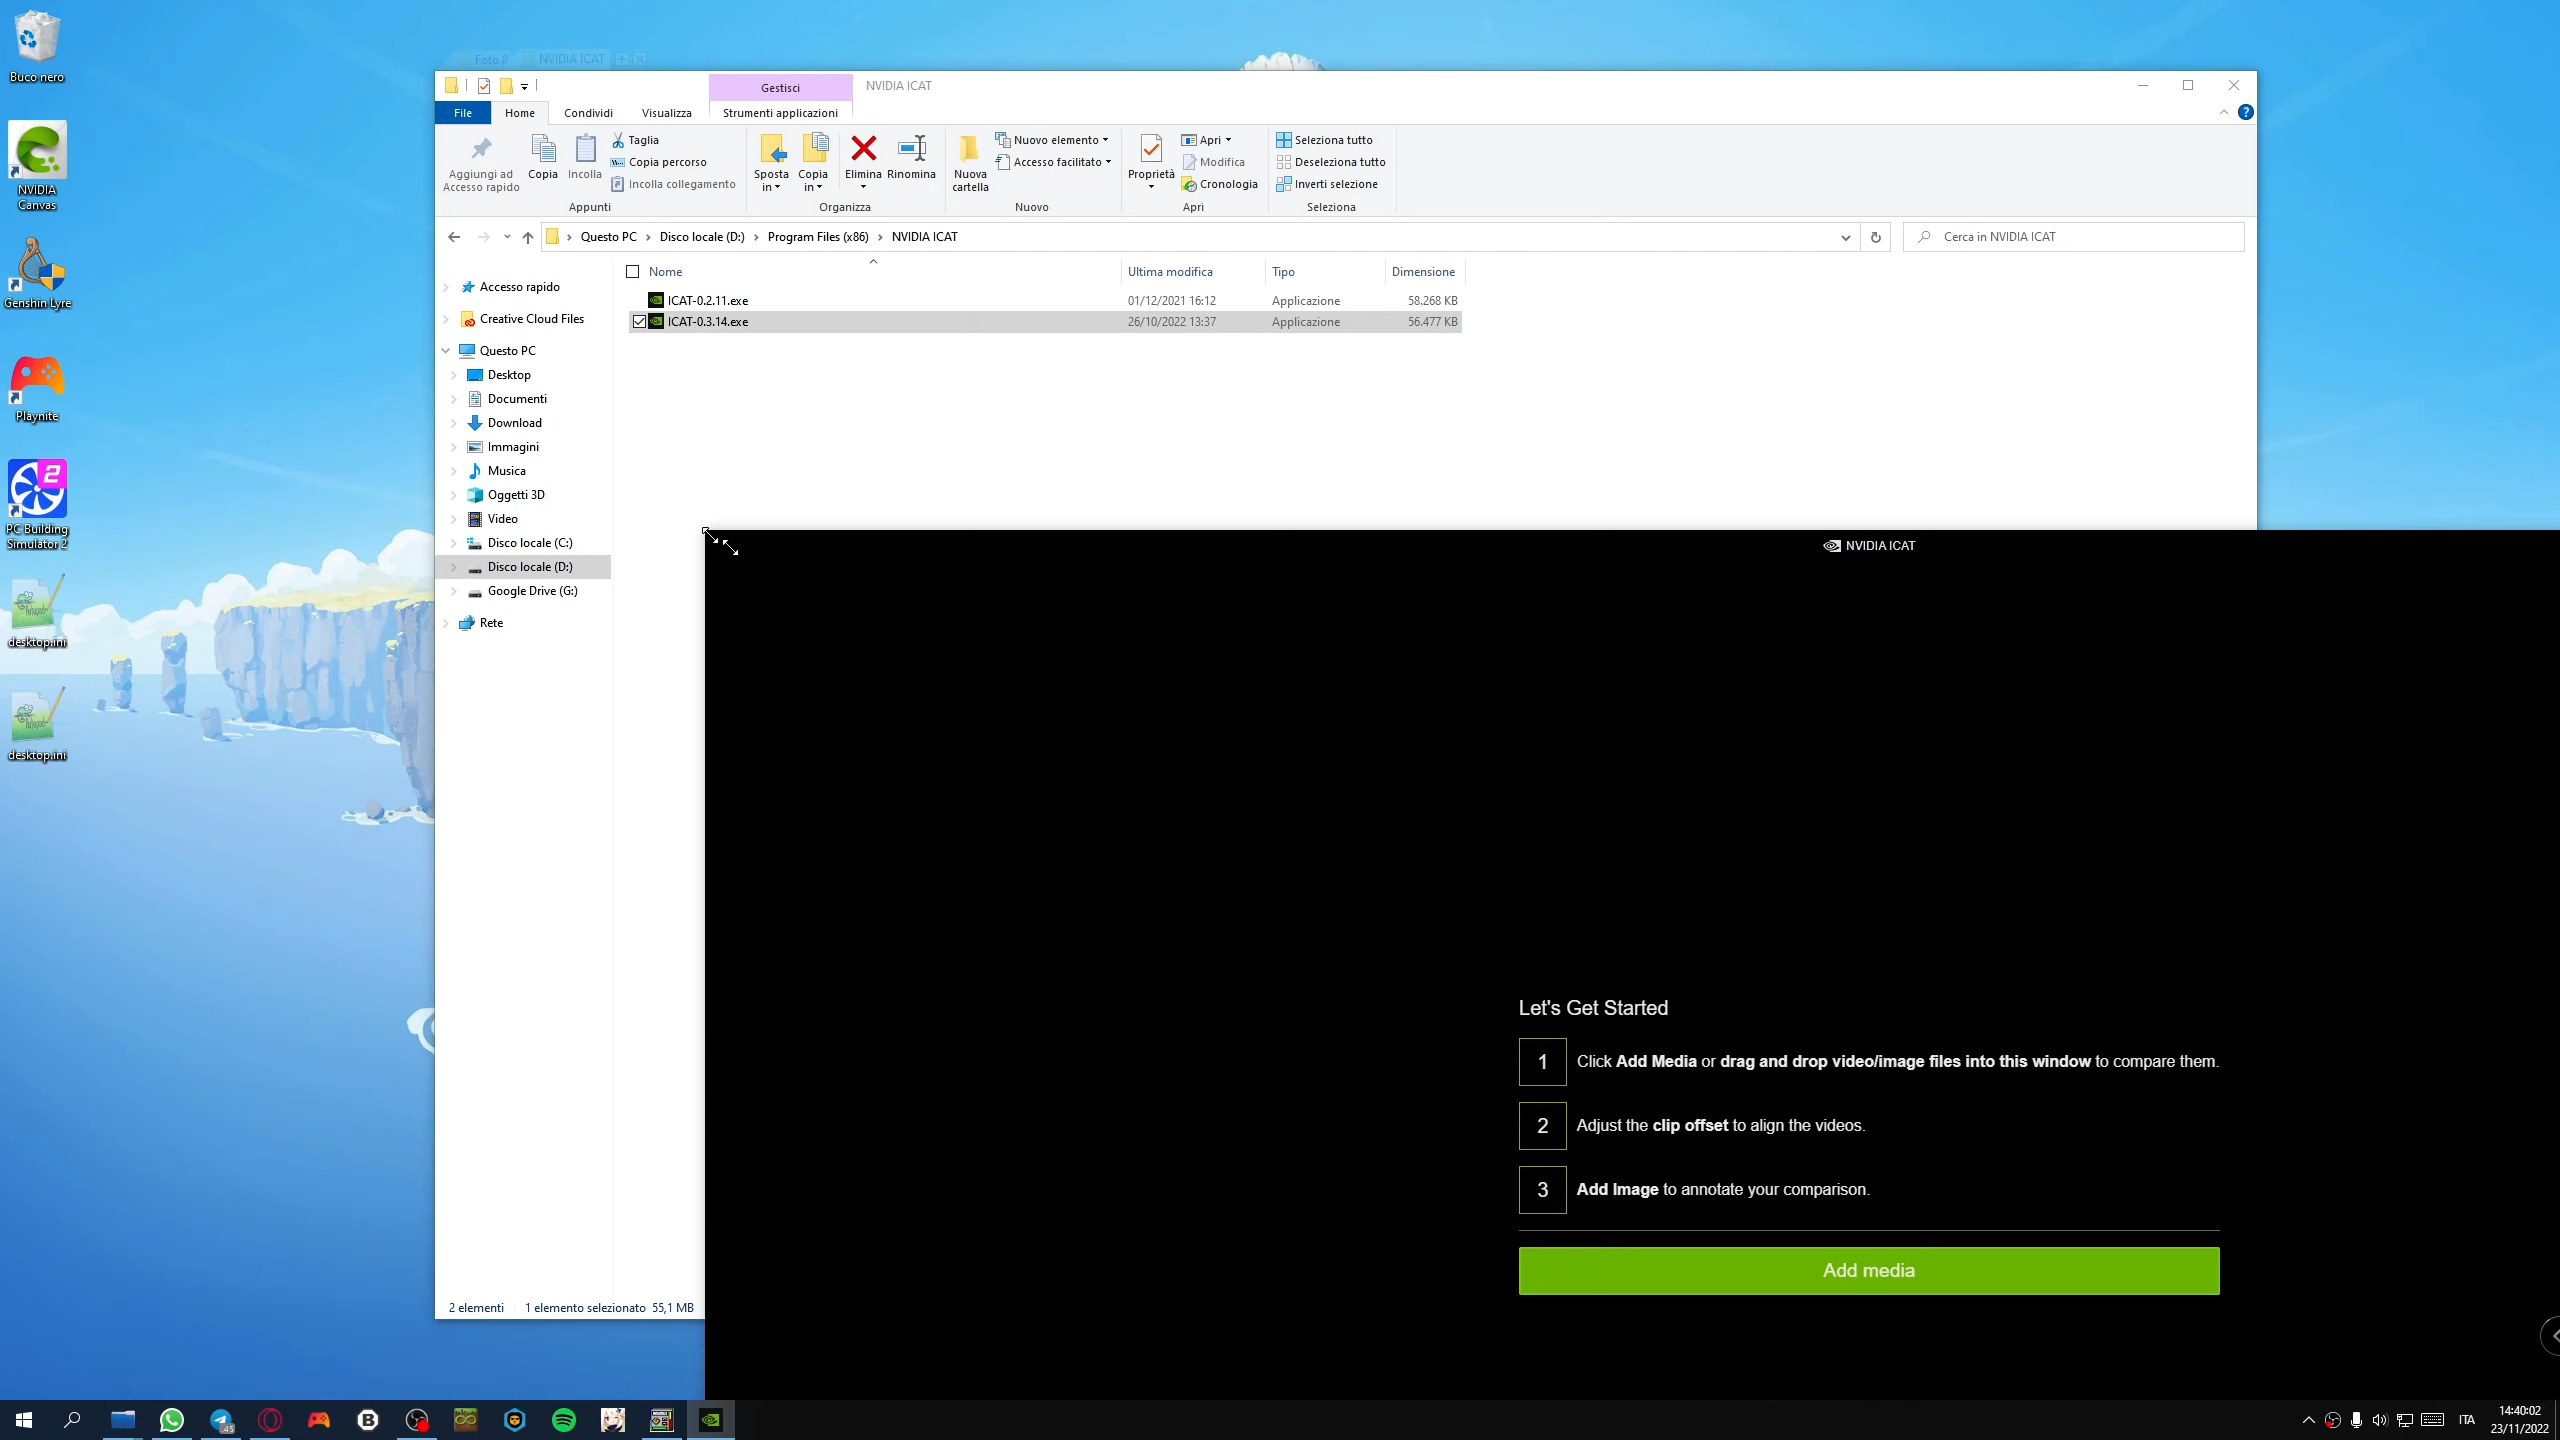 Buco nero
NVIDIA
Canvas
Genshin Lyre
Playnite
2
PC Building
Simulator 2
desktop.ini
desktop.ini
Foto 8
NVIDIA ICAT
Gestisci
NVIDIA ICAT
File
Home
Condividi
Visualizza
Strumenti applicazioni
Aggiungi ad
Accesso rapido
Copia
Incolla
Taglia
Copia percorso
Incolla collegamento
Appunti
Sposta
in
Copia
in
Elimina
Rinomina
Organizza
Nuova
cartella
Nuovo elemento
Accesso facilitato
Nuovo
Proprietà
Apri
Modifica
Cronologia
Apri
Seleziona tutto
Deseleziona tutto
Inverti selezione
Seleziona
Questo PC
Disco locale (D:)
Program Files (x86)
NVIDIA ICAT
Cerca in NVIDIA ICAT
Nome
Ultima modifica
Tipo
Dimensione
ICAT-0.2.11.exe
01/12/2021 16:12
Applicazione
58.268 KB
ICAT-0.3.14.exe
26/10/2022 13:37
Applicazione
56.477 KB
Accesso rapido
Creative Cloud Files
Questo PC
Desktop
Documenti
Download
Immagini
Musica
Oggetti 3D
Video
Disco locale (C:)
Disco locale (D:)
Google Drive (G:)
Rete
2 elementi
1 elemento selezionato 55,1 MB
NVIDIA ICAT
Let's Get Started
1 Click Add Media or drag and drop video/image files into this window to compare them.
2 Adjust the clip offset to align the videos.
3 Add Image to annotate your comparison.
Add media
45
B
ITA
14:40:02
23/11/2022